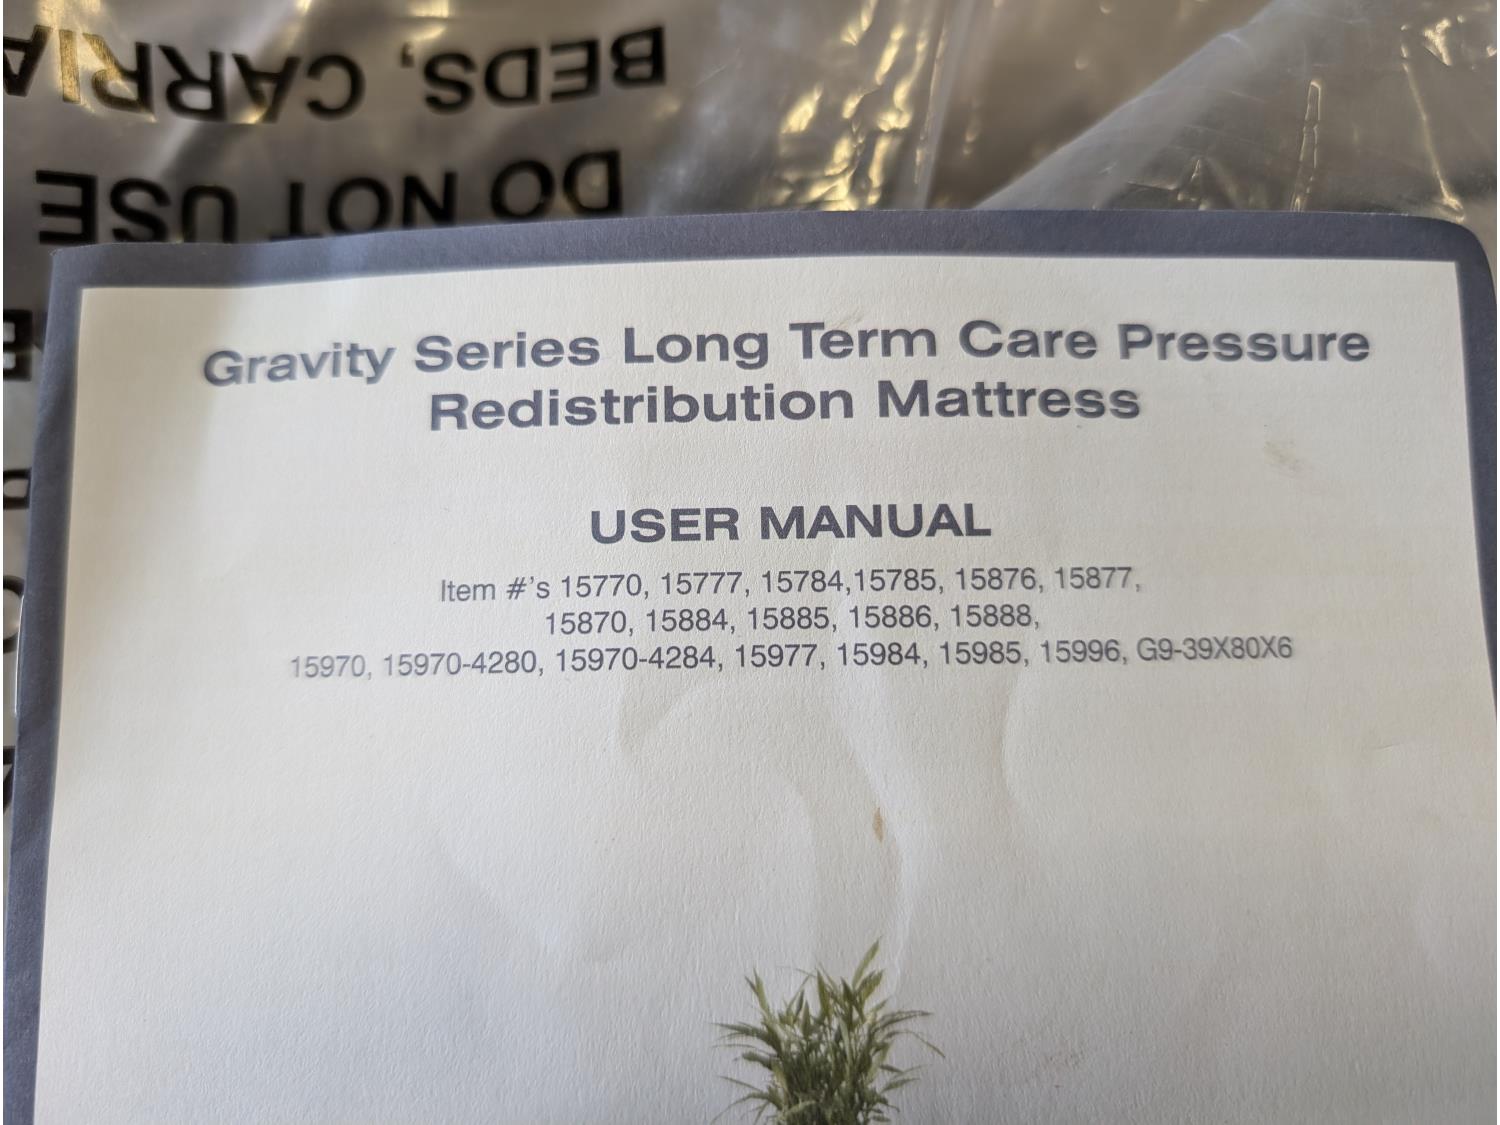 BEDS, CARRIA
DO NOT USE
Gravity Series Long Term Care Pressure
Redistribution Mattress
USER MANUAL
Item #'s 15770, 15777, 15784,15785, 15876, 15877,
15870, 15884, 15885, 15886, 15888,
15970, 15970-4280, 15970-4284, 15977, 15984, 15985, 15996, G9-39X80X6